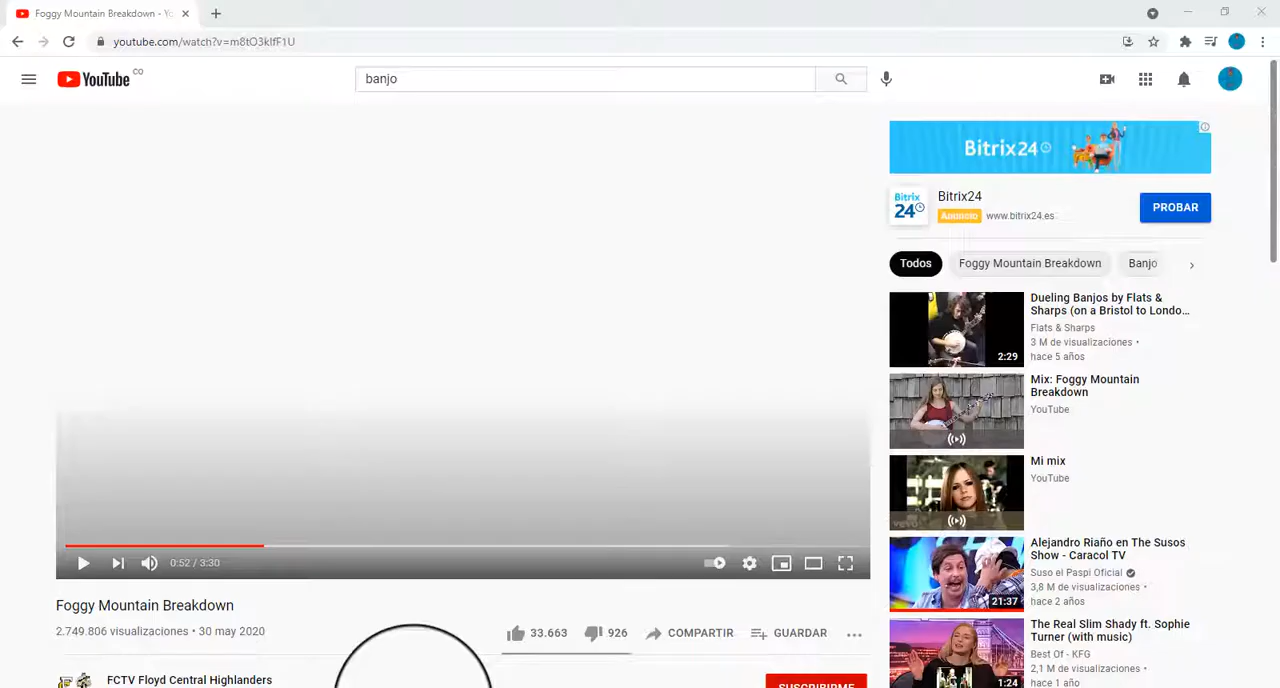 Foggy Mountain Breakdown - Yo
youtube.com/watch?v=m8tO3klfF1U
YouTube CO
banjo
Bitrix24
Bitrix
24
Bitrix24
Anuncio www.bitrix24.es
PROBAR
Todos Foggy Mountain Breakdown Banjo
Dueling Banjos by Flats &
Sharps (on a Bristol to Londo...
Flats & Sharps
3 M de visualizaciones •
hace 5 años
2:29
Mix: Foggy Mountain
Breakdown
YouTube
Mi mix
YouTube
vevo
Alejandro Riaño en The Susos
Show - Caracol TV
Suso el Paspi Oficial
3,8 M de visualizaciones •
hace 2 años
21:37
The Real Slim Shady ft. Sophie
Turner (with music)
Best Of - KFG
2,1 M de visualizaciones •
hace 1 año
1:24
0:52 / 3:30
Foggy Mountain Breakdown
2.749.806 visualizaciones • 30 may 2020
33.663 926 COMPARTIR GUARDAR ...
FCTV Floyd Central Highlanders
SUSCRIBIRME